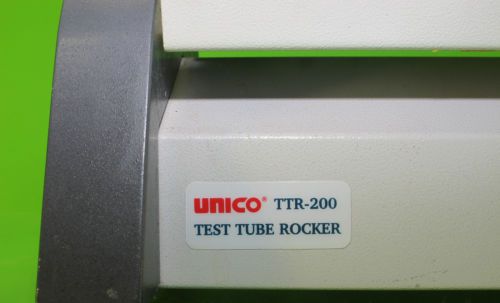 UNICO® TTR-200
TEST TUBE ROCKER